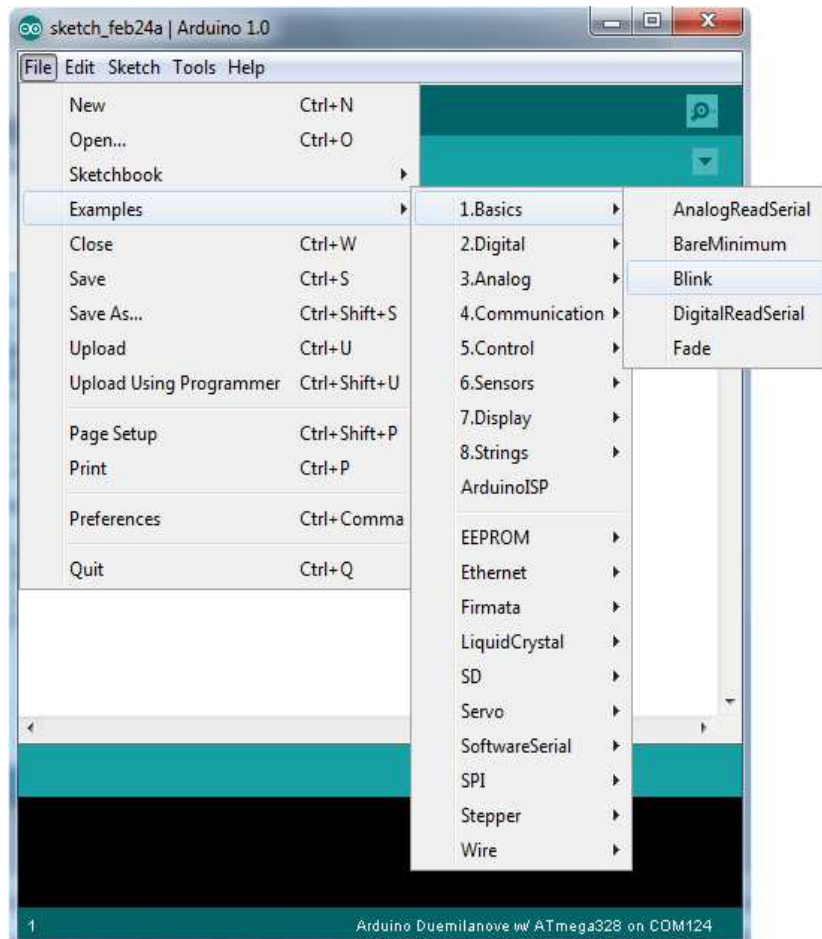 sketch_feb24a | Arduino 1.0
File Edit Sketch Tools Help
New Ctrl+N
Open... Ctrl+O
Sketchbook
Examples
Close Ctrl+W
Save Ctrl+S
Save As... Ctrl+Shift+S
Upload Ctrl+U
Upload Using Programmer Ctrl+Shift+U
Page Setup Ctrl+Shift+P
Print Ctrl+P
Preferences Ctrl+Comma
Quit Ctrl+Q
1.Basics
2.Digital
3.Analog
4.Communication
5.Control
6.Sensors
7.Display
8.Strings
ArduinoISP
EEPROM
Ethernet
Firmata
LiquidCrystal
SD
Servo
SoftwareSerial
SPI
Stepper
Wire
AnalogReadSerial
BareMinimum
Blink
DigitalReadSerial
Fade
1 Arduino Duemilanove w/ ATmega328 on COM124